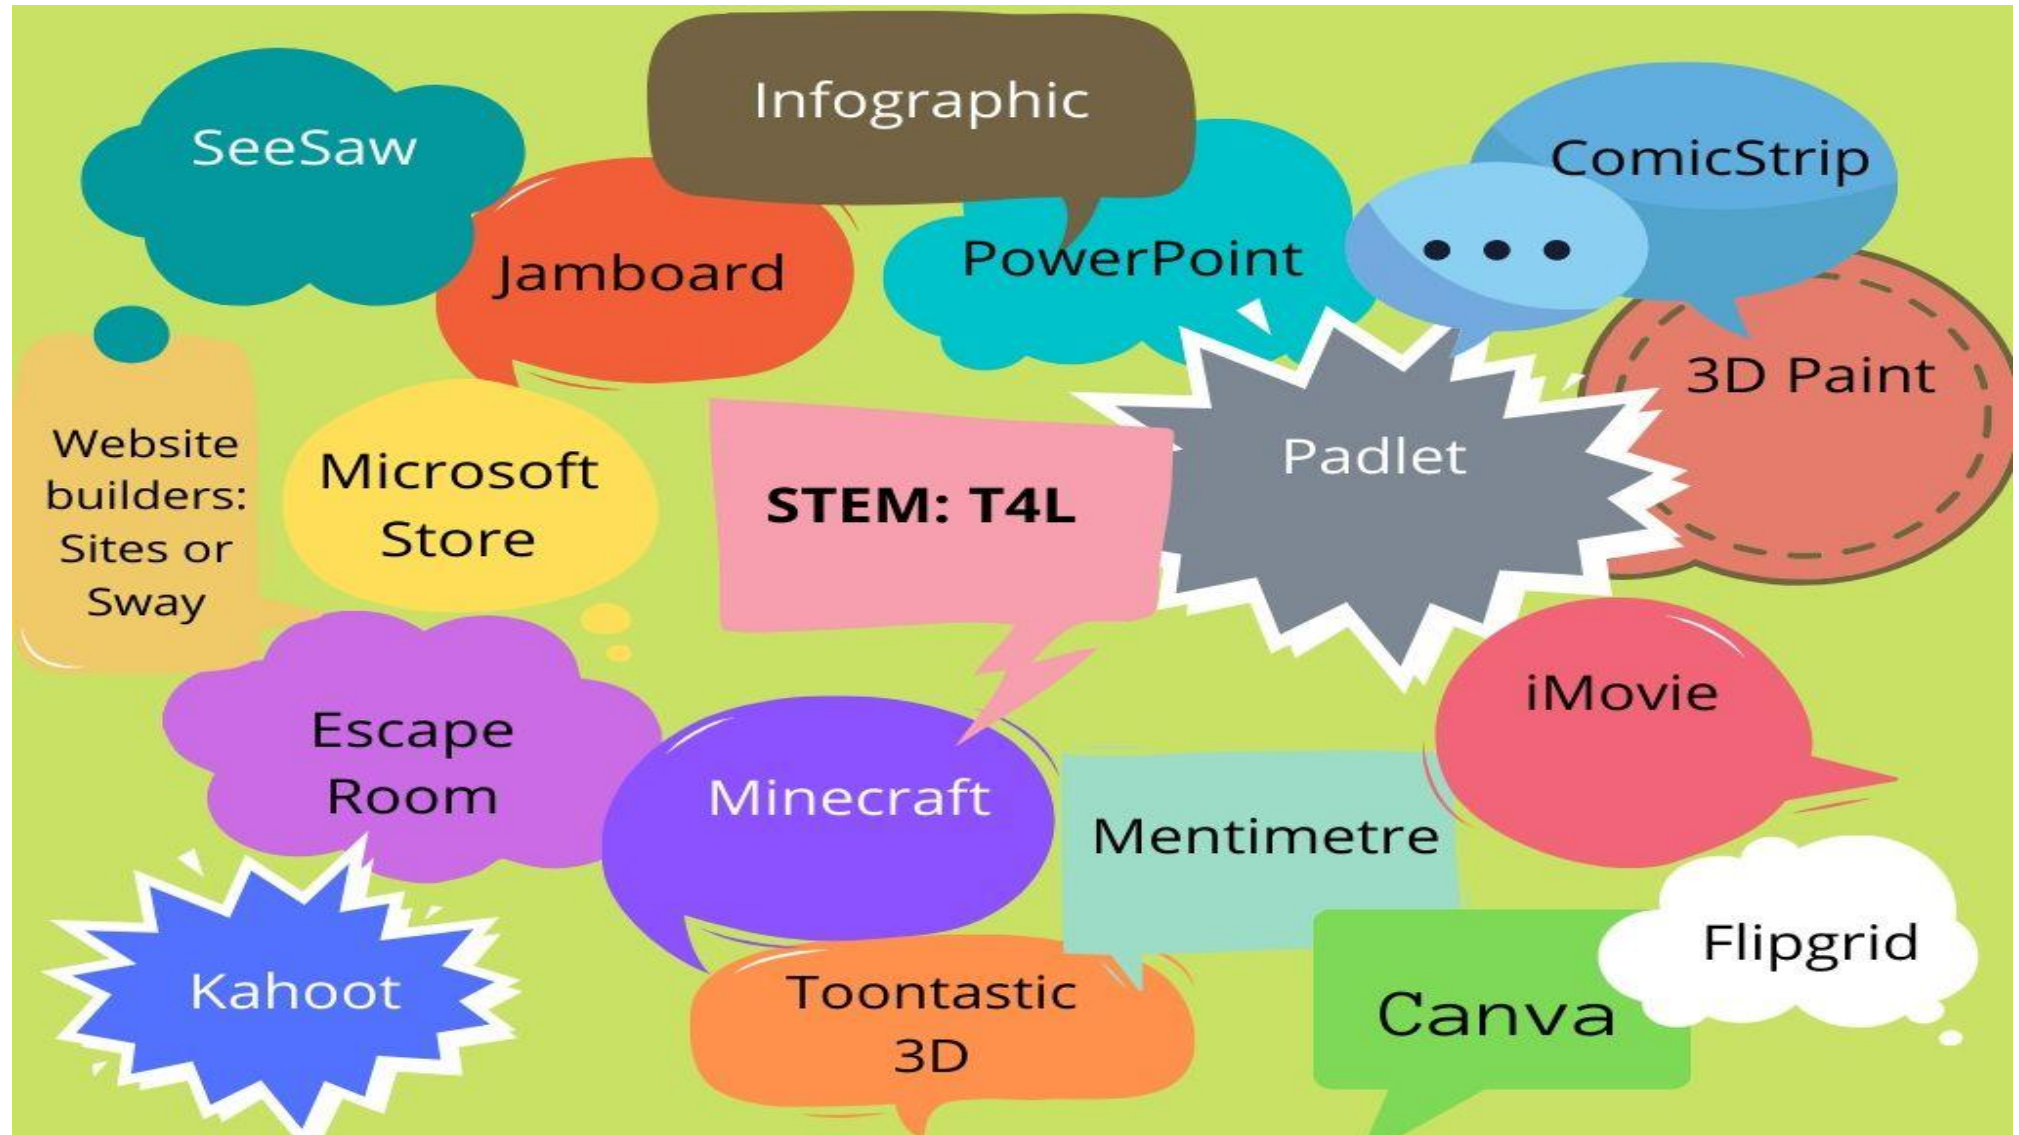 Infographic
SeeSaw
ComicStrip
Jamboard
PowerPoint
3D Paint
Website
builders:
Sites or
Sway
Microsoft
Store
STEM: T4L
Padlet
iMovie
Escape
Room
Minecraft
Mentimetre
Flipgrid
Kahoot
Toontastic
3D
Canva